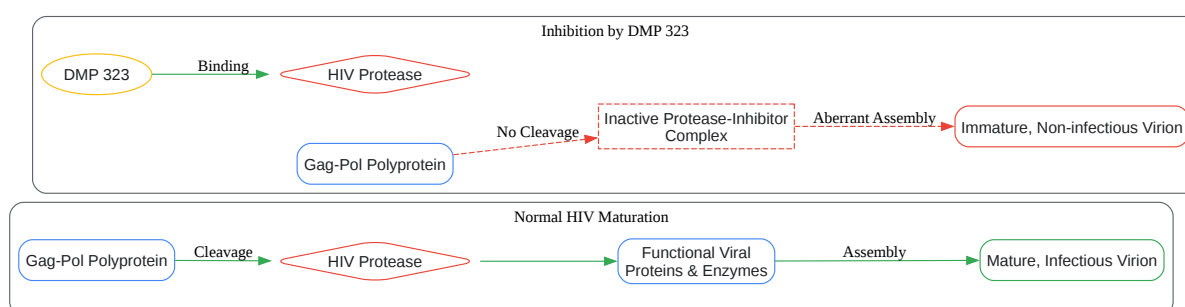 Inhibition by DMP 323
DMP 323
Binding
HIV Protease
Gag-Pol Polyprotein
No Cleavage
Inactive Protease-Inhibitor
Complex
Aberrant Assembly
Immature, Non-infectious Virion
Normal HIV Maturation
Gag-Pol Polyprotein
Cleavage
HIV Protease
Functional Viral
Proteins & Enzymes
Assembly
Mature, Infectious Virion